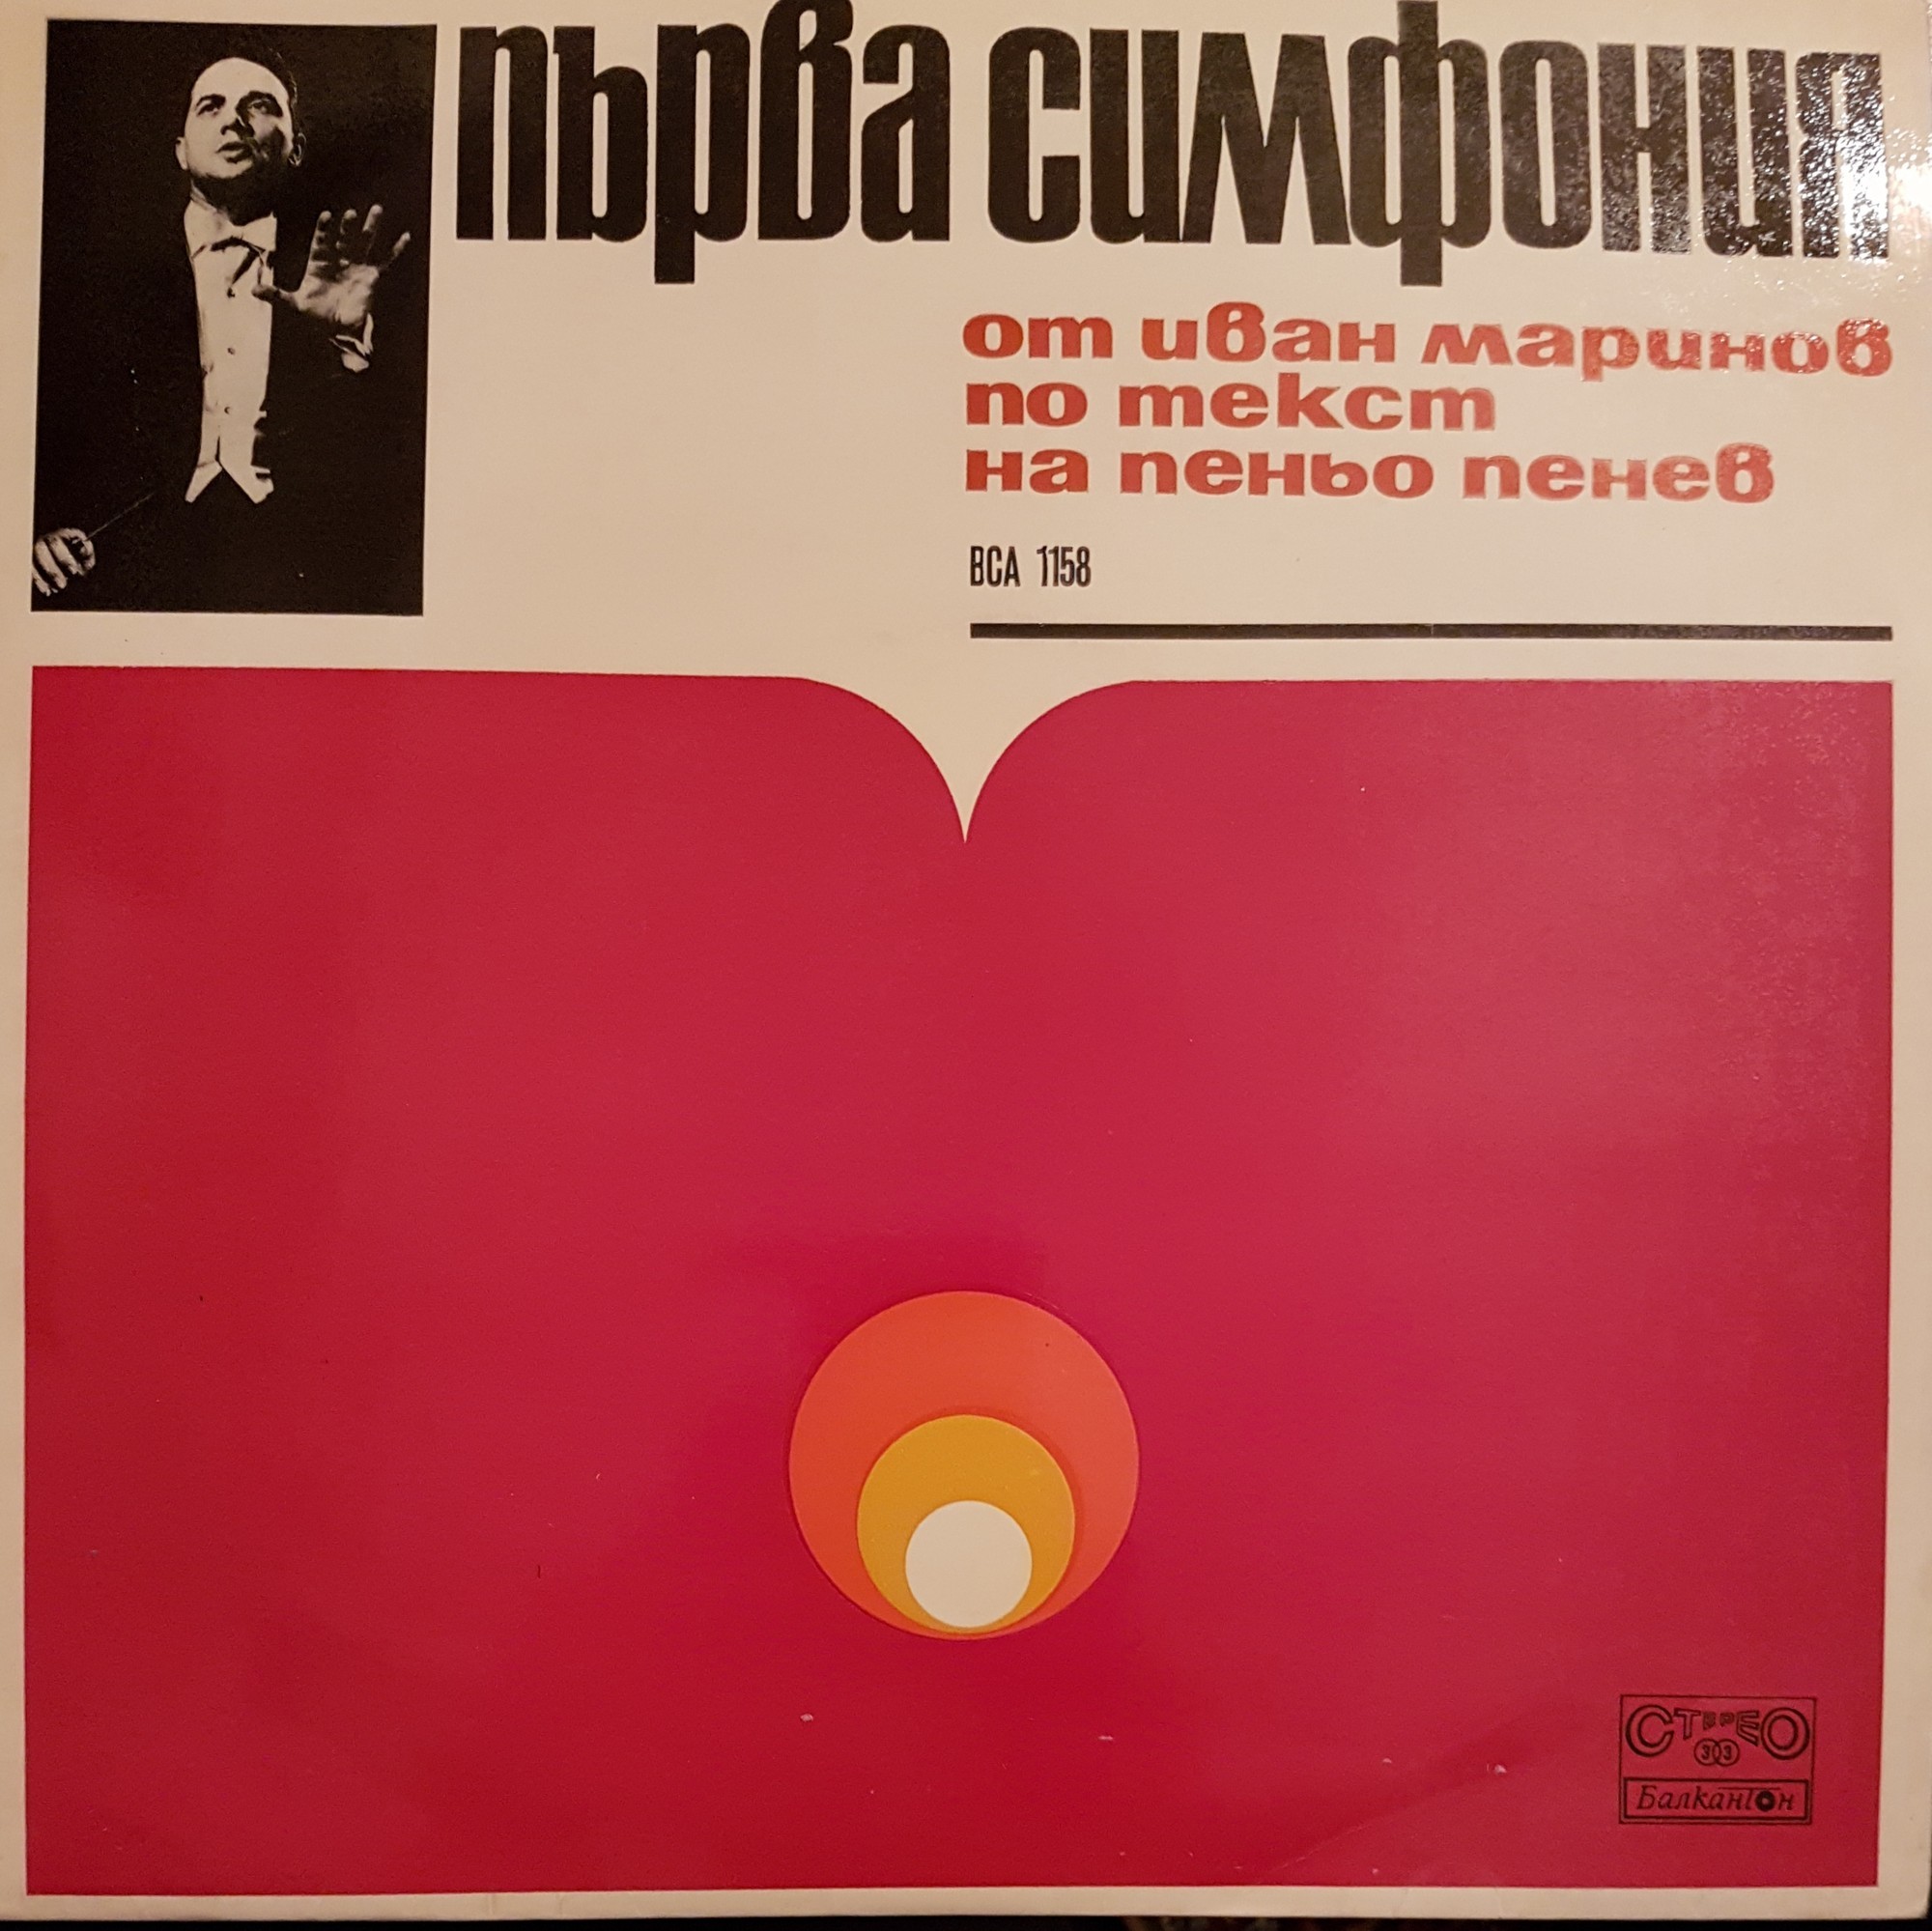 първа симфония
от иван маринов
по текст
на пеньо пенев
ВСА 1158
СТЕРЕО
33
Балкантон